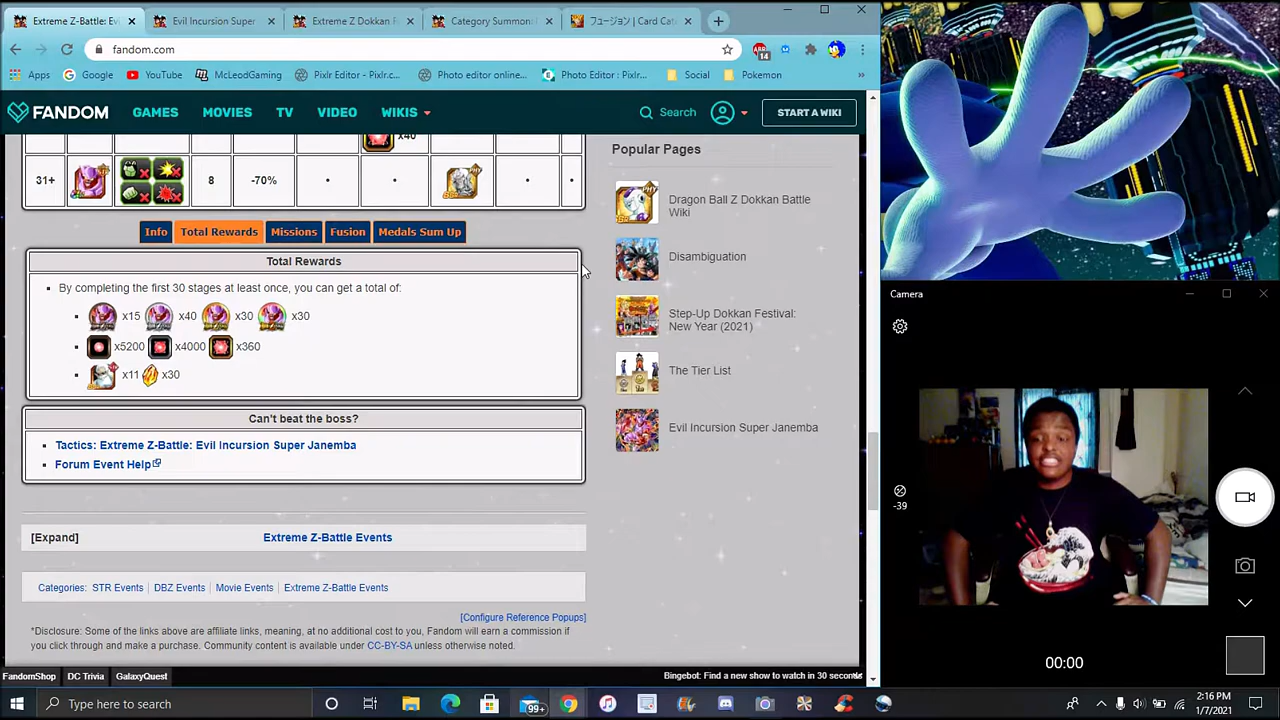 Extreme Z-Battle: Evi
Evil Incursion Super
Extreme Z Dokkan F
Category Summon:
フュージョン | Card Cat
fandom.com
14
Apps
Google
YouTube
McLeodGaming
Pixlr Editor - Pixlr.c...
Photo editor online...
Photo Editor : Pixlr...
Social
Pokemon
FANDOM
GAMES
MOVIES
TV
VIDEO
WIKIS
Search
START A WIKI
x40
31+
8
-70%
•
•
•
•
Info
Total Rewards
Missions
Fusion
Medals Sum Up
Total Rewards
By completing the first 30 stages at least once, you can get a total of:
x15 x40 x30 x30
x5200 x4000 x360
x11 x30
Can't beat the boss?
Tactics: Extreme Z-Battle: Evil Incursion Super Janemba
Forum Event Help
[Expand]
Extreme Z-Battle Events
Categories: STR Events DBZ Events Movie Events Extreme Z-Battle Events
[Configure Reference Popups]
*Disclosure: Some of the links above are affiliate links, meaning, at no additional cost to you, Fandom will earn a commission if
you click through and make a purchase. Community content is available under CC-BY-SA unless otherwise noted.
Popular Pages
Dragon Ball Z Dokkan Battle
Wiki
Disambiguation
Step-Up Dokkan Festival:
New Year (2021)
The Tier List
Evil Incursion Super Janemba
FandomShop
DC Trivia
GalaxyQuest
Bingebot: Find a new show to watch in 30 seconds
Camera
-39
00:00
Type here to search
99+
2:16 PM
1/7/2021